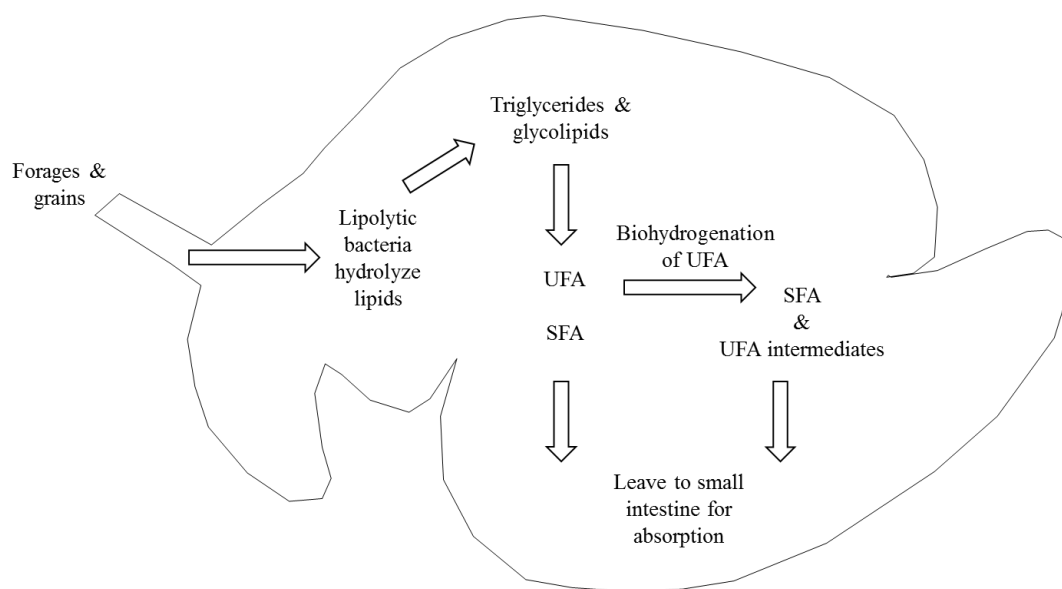 Forages &
grains
Lipolytic
bacteria
hydrolyze
lipids
Triglycerides &
glycolipids
UFA
SFA
Biohydrogenation
of UFA
SFA
&
UFA intermediates
Leave to small
intestine for
absorption